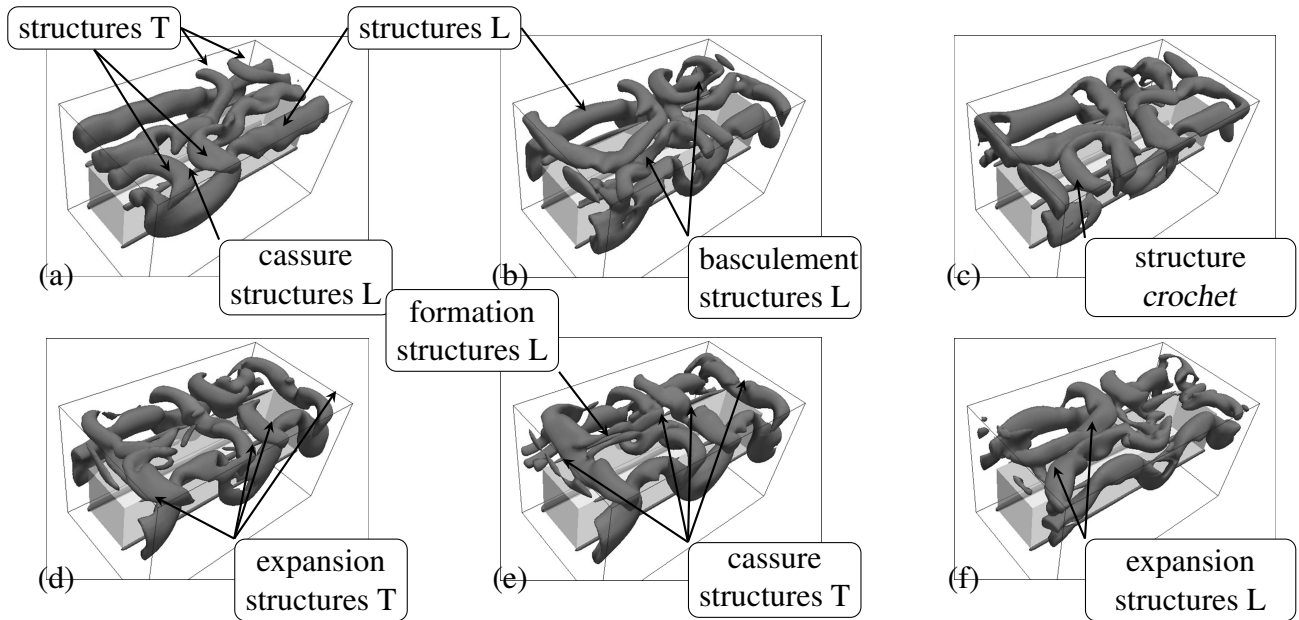 structures T
structures L
(a)
cassure
structures L
(b)
basculement
structures L
(c)
structure
crochet
formation
structures L
(d)
expansion
structures T
(e)
cassure
structures T
(f)
expansion
structures L